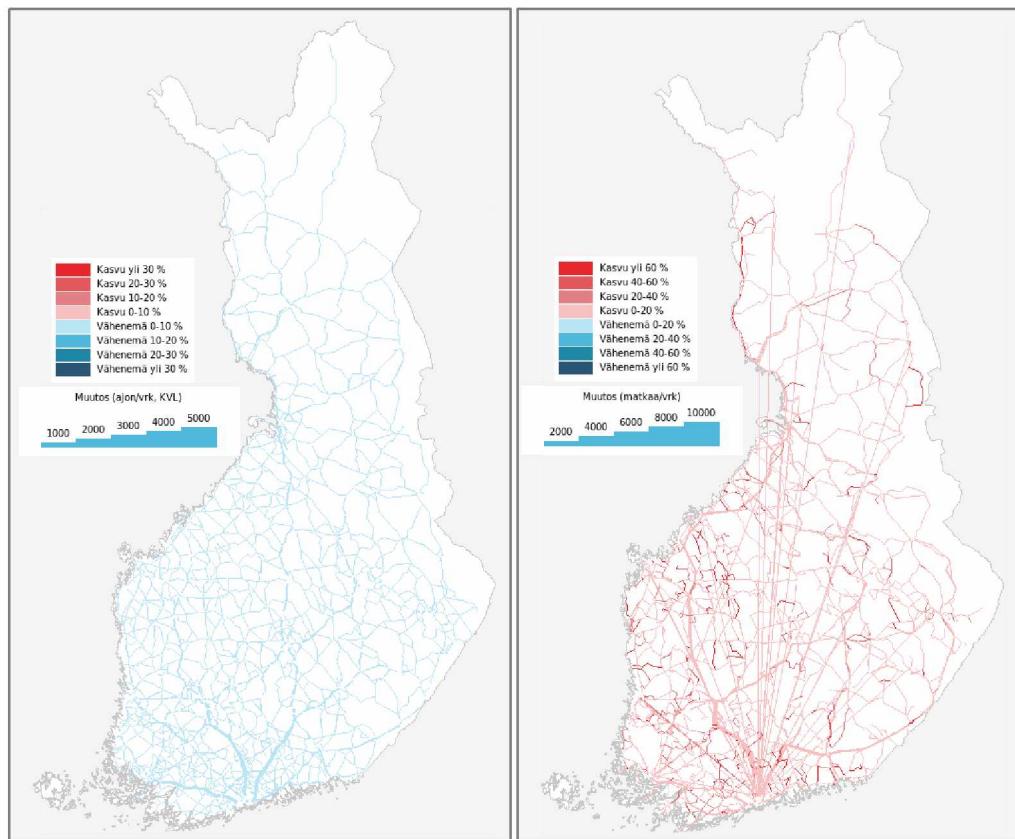 Kasvu yli 30 %
Kasvu 20-30 %
Kasvu 10-20 %
Kasvu 0-10 %
Vähenemä 0-10 %
Vähenemä 10-20 %
Vähenemä 20-30 %
Vähenemä yli 30 %
Muutos (ajon/vrk, KVL)
1000 2000 3000 4000 5000
Kasvu yli 60 %
Kasvu 40-60 %
Kasvu 20-40 %
Kasvu 0-20 %
Vähenemä 0-20 %
Vähenemä 20-40 %
Vähenemä 40-60 %
Vähenemä yli 60 %
Muutos (matkaa/vrk)
2000 4000 6000 8000 10000